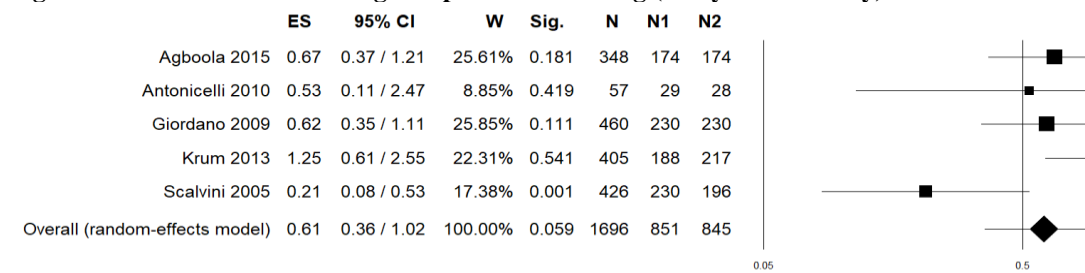 ES 95% CI W Sig. N N1 N2
Agboola 2015 0.67 0.37 / 1.21 25.61% 0.181 348 174 174
Antonicelli 2010 0.53 0.11 / 2.47 8.85% 0.419 57 29 28
Giordano 2009 0.62 0.35 / 1.11 25.85% 0.111 460 230 230
Krum 2013 1.25 0.61 / 2.55 22.31% 0.541 405 188 217
Scalvini 2005 0.21 0.08 / 0.53 17.38% 0.001 426 230 196
Overall (random-effects model) 0.61 0.36 / 1.02 100.00% 0.059 1696 851 845
0.05 0.5